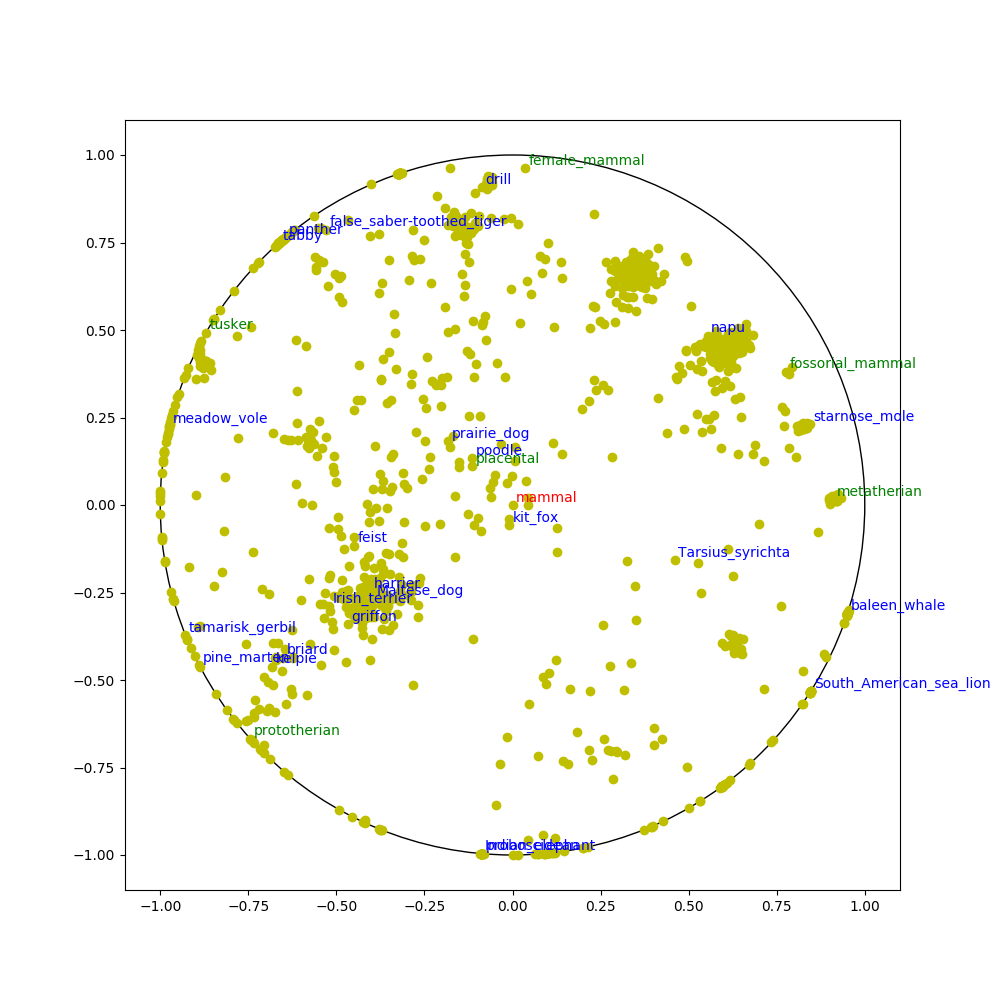 female_mammal
drill
false_saber-toothed_tiger
panther
tabby
tusker
napu
fossorial_mammal
meadow_vole
starnose_mole
prairie_dog
poodle
placental
mammal
metatherian
kit_fox
feist
Tarsius_syrichta
harrier
Maltese_dog
Irish_terrier
griffon
baleen_whale
tamarisk_gerbil
briard
pine_marten
kelpie
South_American_sea_lion
prototherian
Indian_elephant
1.00
0.75
0.50
0.25
0.00
−0.25
−0.50
−0.75
−1.00
−1.00 −0.75 −0.50 −0.25 0.00 0.25 0.50 0.75 1.00